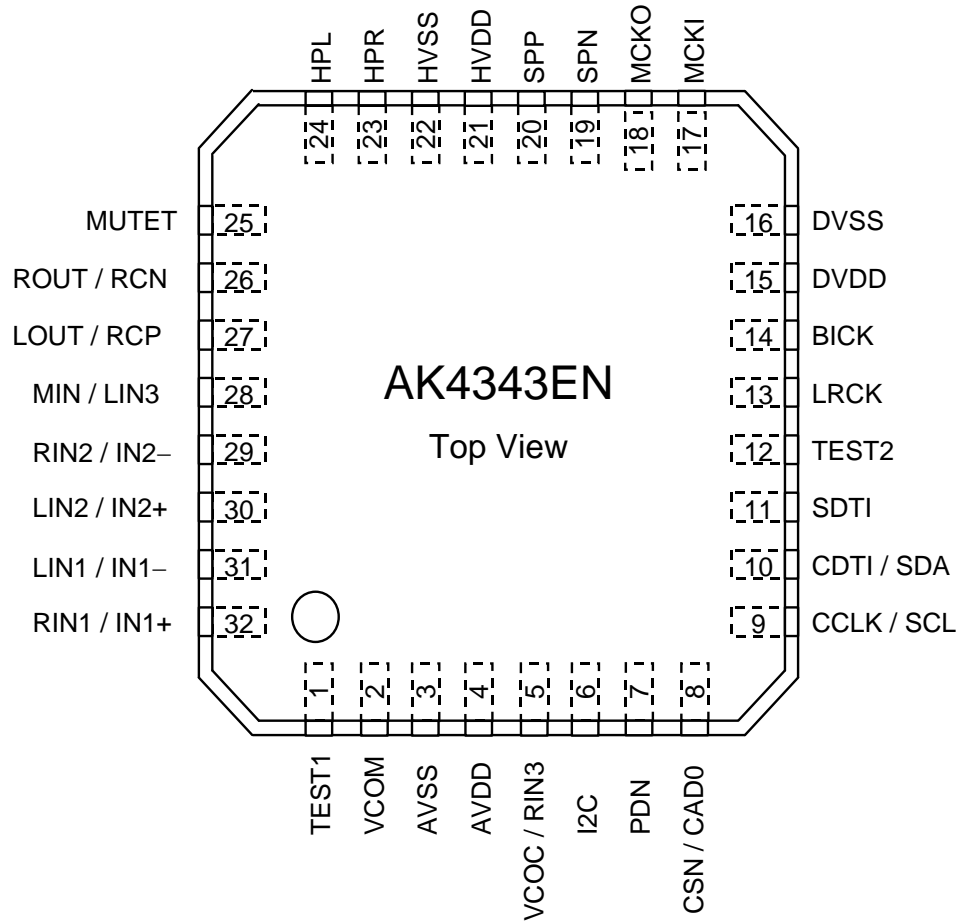 HPL
HPR
HVSS
HVDD
SPP
SPN
MCKO
MCKI
24
23
22
21
20
19
18
17
MUTET 25
ROUT / RCN 26
LOUT / RCP 27
MIN / LIN3 28
RIN2 / IN2−
29
LIN2 / IN2+ 30
LIN1 / IN1−
31
RIN1 / IN1+ 32
AK4343EN
Top View
16 DVSS
15 DVDD
14 BICK
13 LRCK
12 TEST2
11 SDTI
10 CDTI / SDA
9 CCLK / SCL
1
2
3
4
5
6
7
8
TEST1
VCOM
AVSS
AVDD
VCOC / RIN3
I2C
PDN
CSN / CAD0